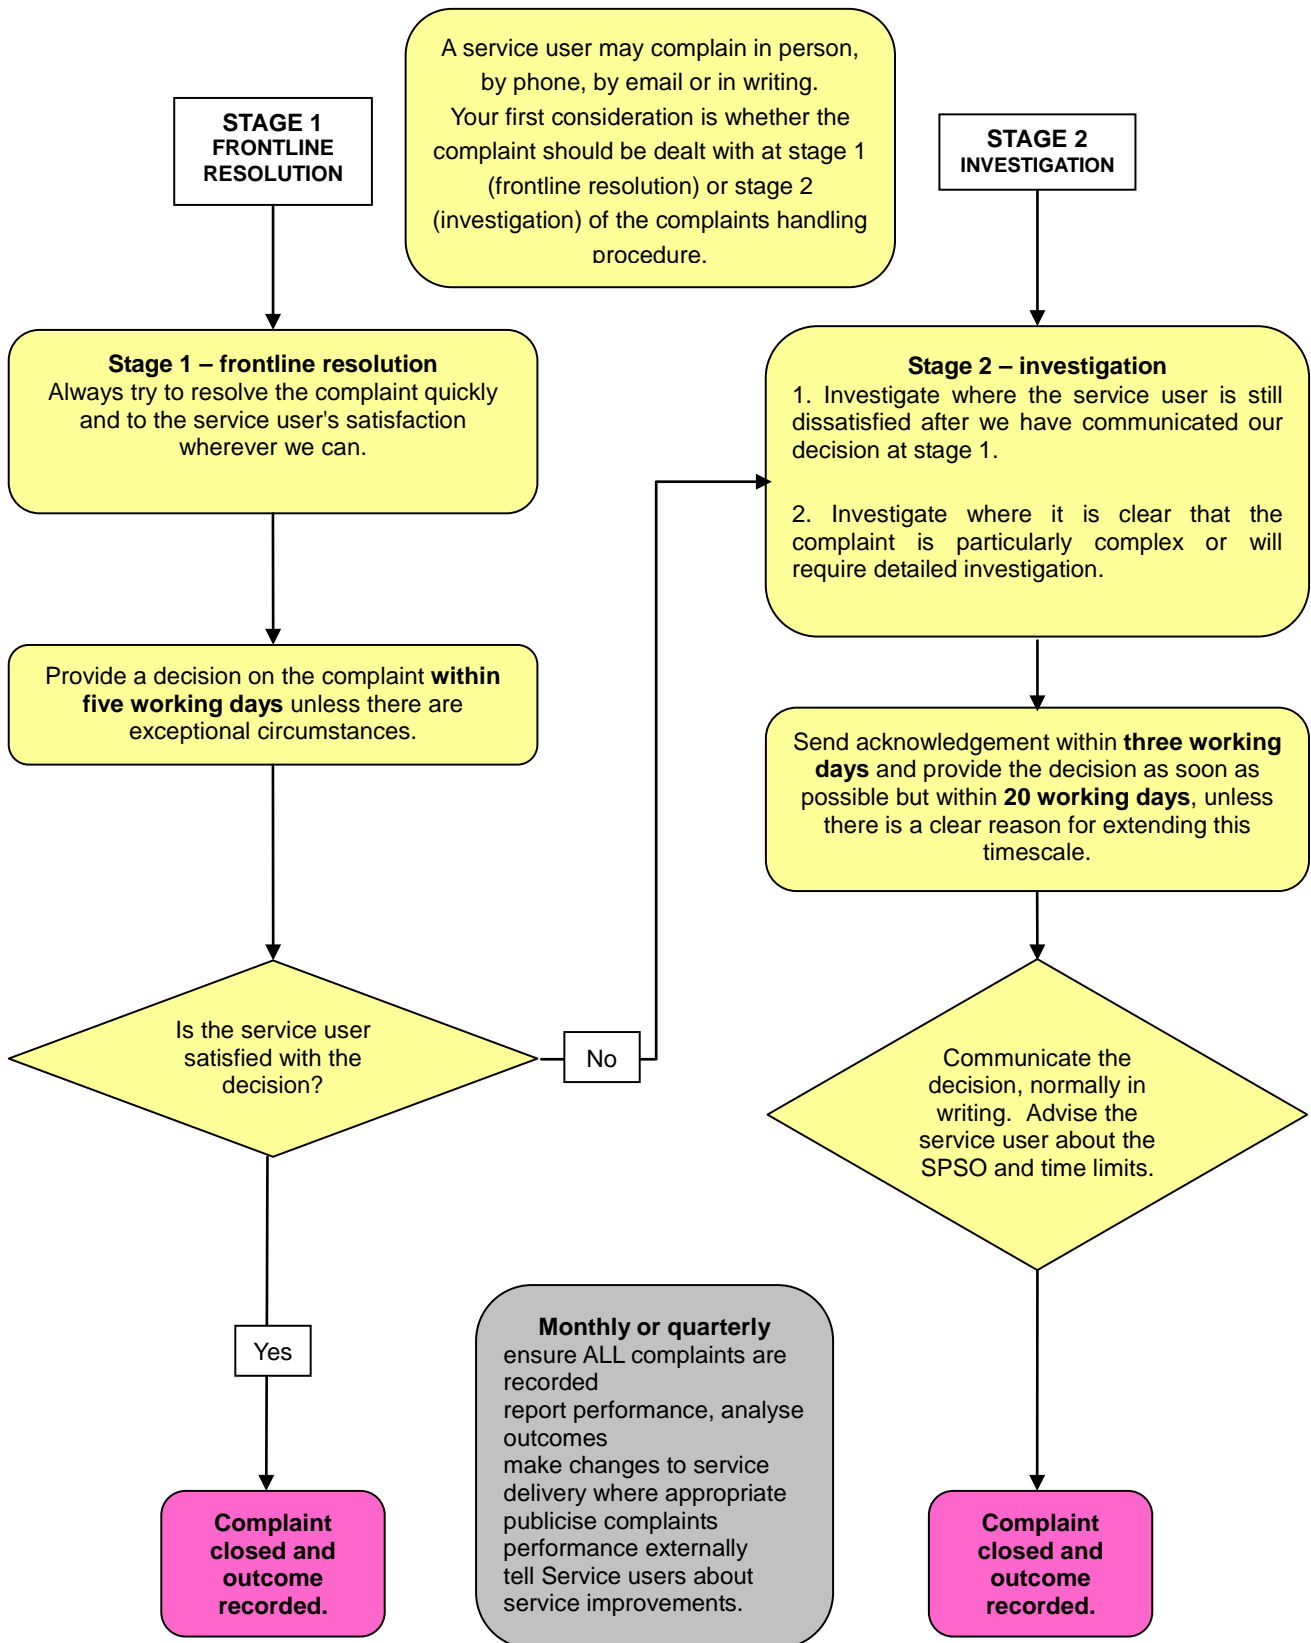 A service user may complain in person,
by phone, by email or in writing.
Your first consideration is whether the
complaint should be dealt with at stage 1
(frontline resolution) or stage 2
(investigation) of the complaints handling
procedure.
STAGE 1
FRONTLINE
RESOLUTION
STAGE 2
INVESTIGATION
Stage 1 – frontline resolution
Always try to resolve the complaint quickly
and to the service user's satisfaction
wherever we can.
Stage 2 – investigation
1. Investigate where the service user is still
dissatisfied after we have communicated our
decision at stage 1.
2. Investigate where it is clear that the
complaint is particularly complex or will
require detailed investigation.
Provide a decision on the complaint within
five working days unless there are
exceptional circumstances.
Send acknowledgement within three working
days and provide the decision as soon as
possible but within 20 working days, unless
there is a clear reason for extending this
timescale.
Is the service user
satisfied with the
decision?
No
Communicate the
decision, normally in
writing.  Advise the
service user about the
SPSO and time limits.
Yes
Monthly or quarterly
ensure ALL complaints are
recorded
report performance, analyse
outcomes
make changes to service
delivery where appropriate
publicise complaints
performance externally
tell Service users about
service improvements.
Complaint
closed and
outcome
recorded.
Complaint
closed and
outcome
recorded.